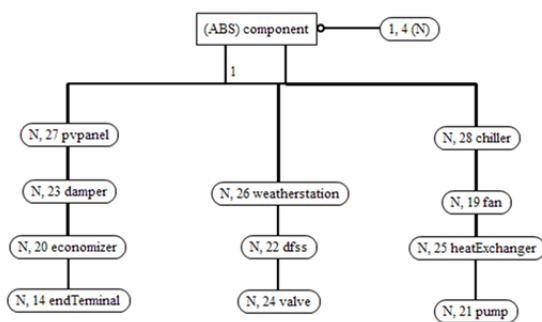 (ABS) component
1, 4 (N)
1
N, 27 pvpanel
N, 28 chiller
N, 23 damper
N, 26 weatherstation
N, 19 fan
N, 20 economizer
N, 22 dfss
N, 25 heatExchanger
N, 14 endTerminal
N, 24 valve
N, 21 pump